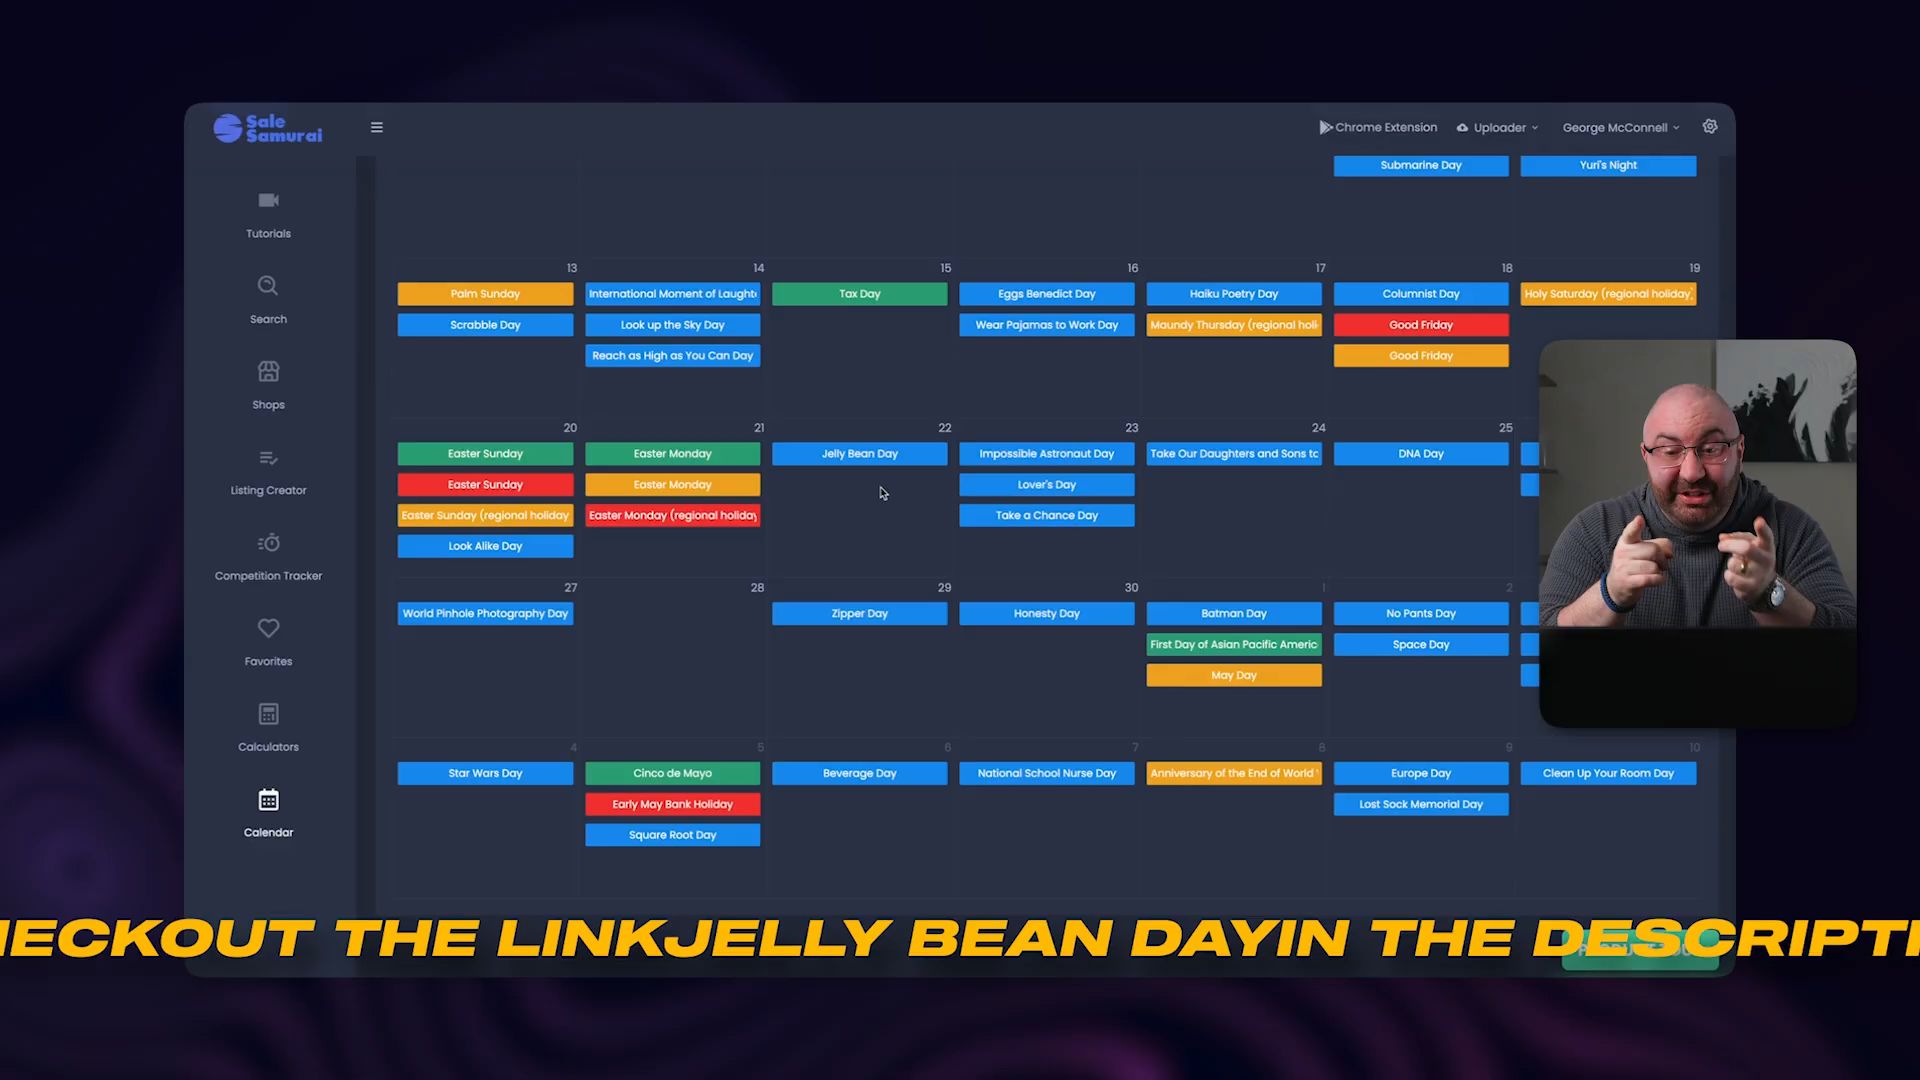 Sale
Samurai
Chrome Extension
Uploader
George McConnell
Tutorials
Search
Shops
Listing Creator
Competition Tracker
Favorites
Calculators
Calendar
Submarine Day
Yuri's Night
13
14
15
16
17
18
19
Palm Sunday
International Moment of Laught
Tax Day
Eggs Benedict Day
Haiku Poetry Day
Columnist Day
Holy Saturday (regional holiday)
Scrabble Day
Look up the Sky Day
Wear Pajamas to Work Day
Maundy Thursday (regional holi
Good Friday
Reach as High as You Can Day
Good Friday
20
21
22
23
24
25
Easter Sunday
Easter Monday
Jelly Bean Day
Impossible Astronaut Day
Take Our Daughters and Sons to
DNA Day
Easter Sunday
Easter Monday
Lover's Day
Easter Sunday (regional holiday
Easter Monday (regional holiday
Take a Chance Day
Look Alike Day
27
28
29
30
1
2
World Pinhole Photography Day
Zipper Day
Honesty Day
Batman Day
No Pants Day
First Day of Asian Pacific Americ
Space Day
May Day
4
5
6
7
8
9
10
Star Wars Day
Cinco de Mayo
Beverage Day
National School Nurse Day
Anniversary of the End of World
Europe Day
Clean Up Your Room Day
Early May Bank Holiday
Lost Sock Memorial Day
Square Root Day
HECKOUT THE LINKJELLY BEAN DAYIN THE DESCRIPTI